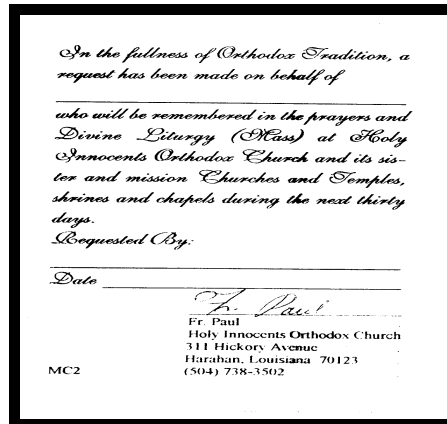 In the fullness of Orthodox Tradition, a
request has been made on behalf of
who will be remembered in the prayers and
Divine Liturgy (Mass) at Holy
Innocents Orthodox Church and its sis-
ter and mission Churches and Temples,
shrines and chapels during the next thirty
days.
Requested By:
Date
Fr. Paul
Fr. Paul
Holy Innocents Orthodox Church
311 Hickory Avenue
Harahan, Louisiana 70123
MC2 (504) 738-3502